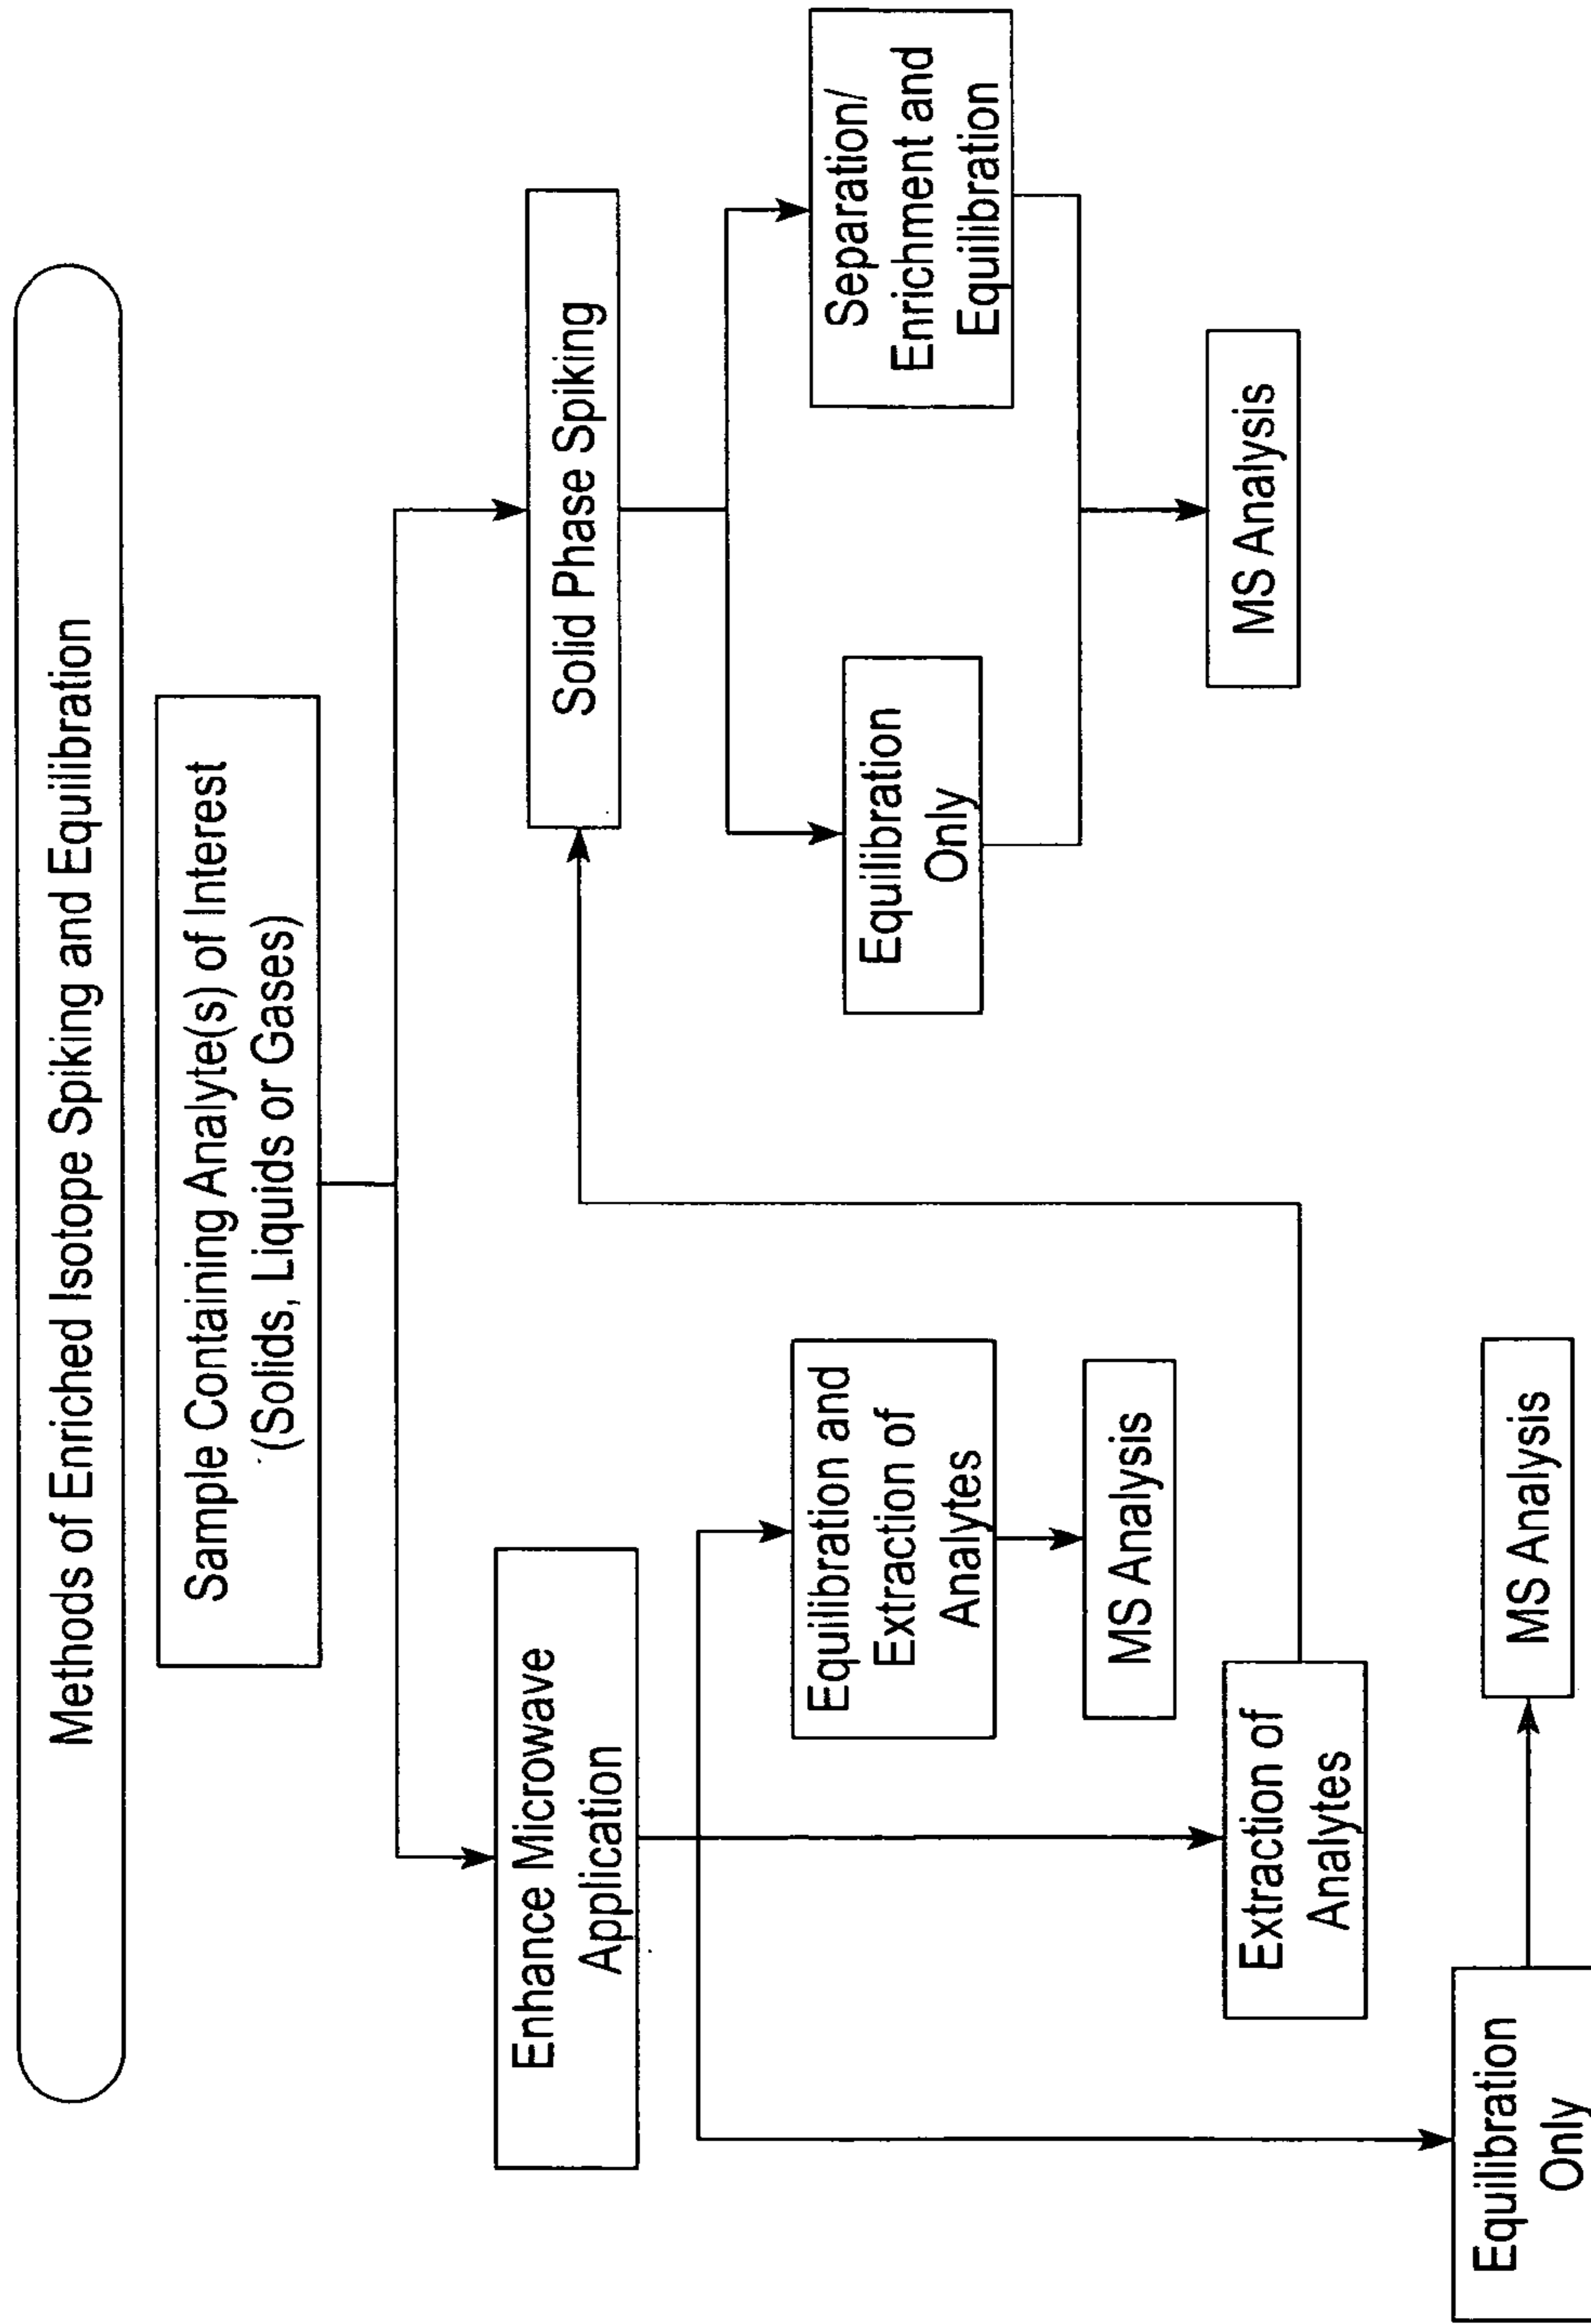 Methods of Enriched Isotope Spiking and Equilibration
Sample Containing Analyte(s) of Interest
(Solids, Liquids or Gases)
Enhance Microwave
Application
Solid Phase Spiking
Equilibration and
Extraction of
Analytes
MS Analysis
Extraction of
Analytes
Equilibration
Only
MS Analysis
Equilibration
Only
Separation/
Enrichment and
Equilibration
MS Analysis